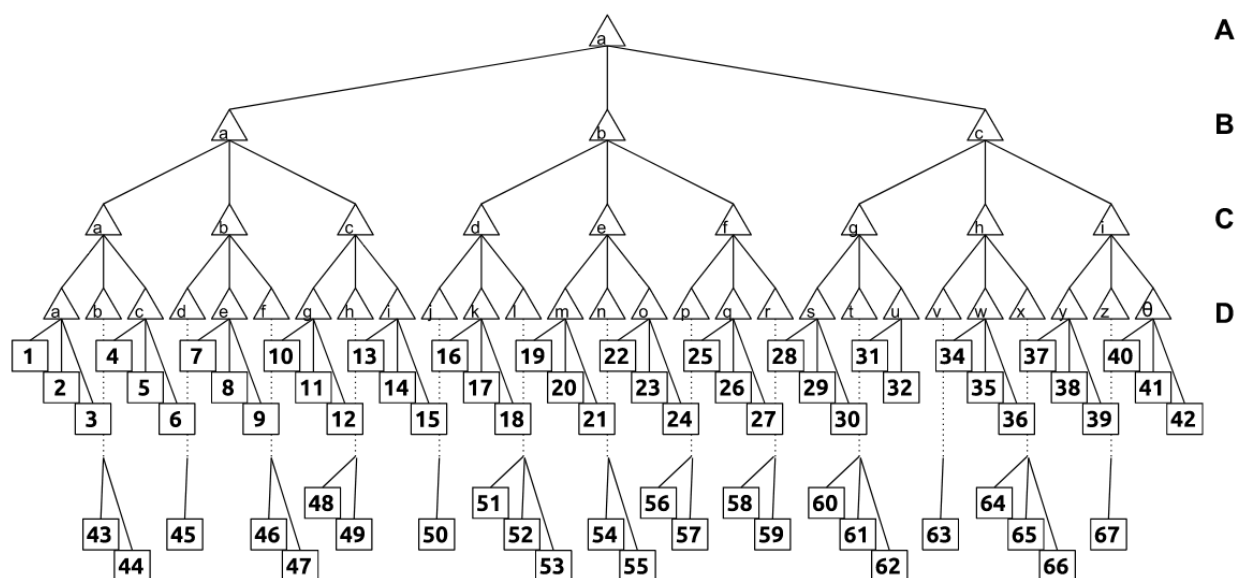 a A
a b c B
a b c d e f g h i C
a b c d e f g h i j k l m n o p q r s t u v w x y z θ D
1 4 7 10 13 16 19 22 25 28 31 34 37 40
2 5 8 11 14 17 20 23 26 29 32 35 38 41
3 6 9 12 15 18 21 24 27 30 36 39 42
48 51 56 58 60 64
43 45 46 49 50 52 54 57 59 61 63 65 67
44 47 53 55 62 66